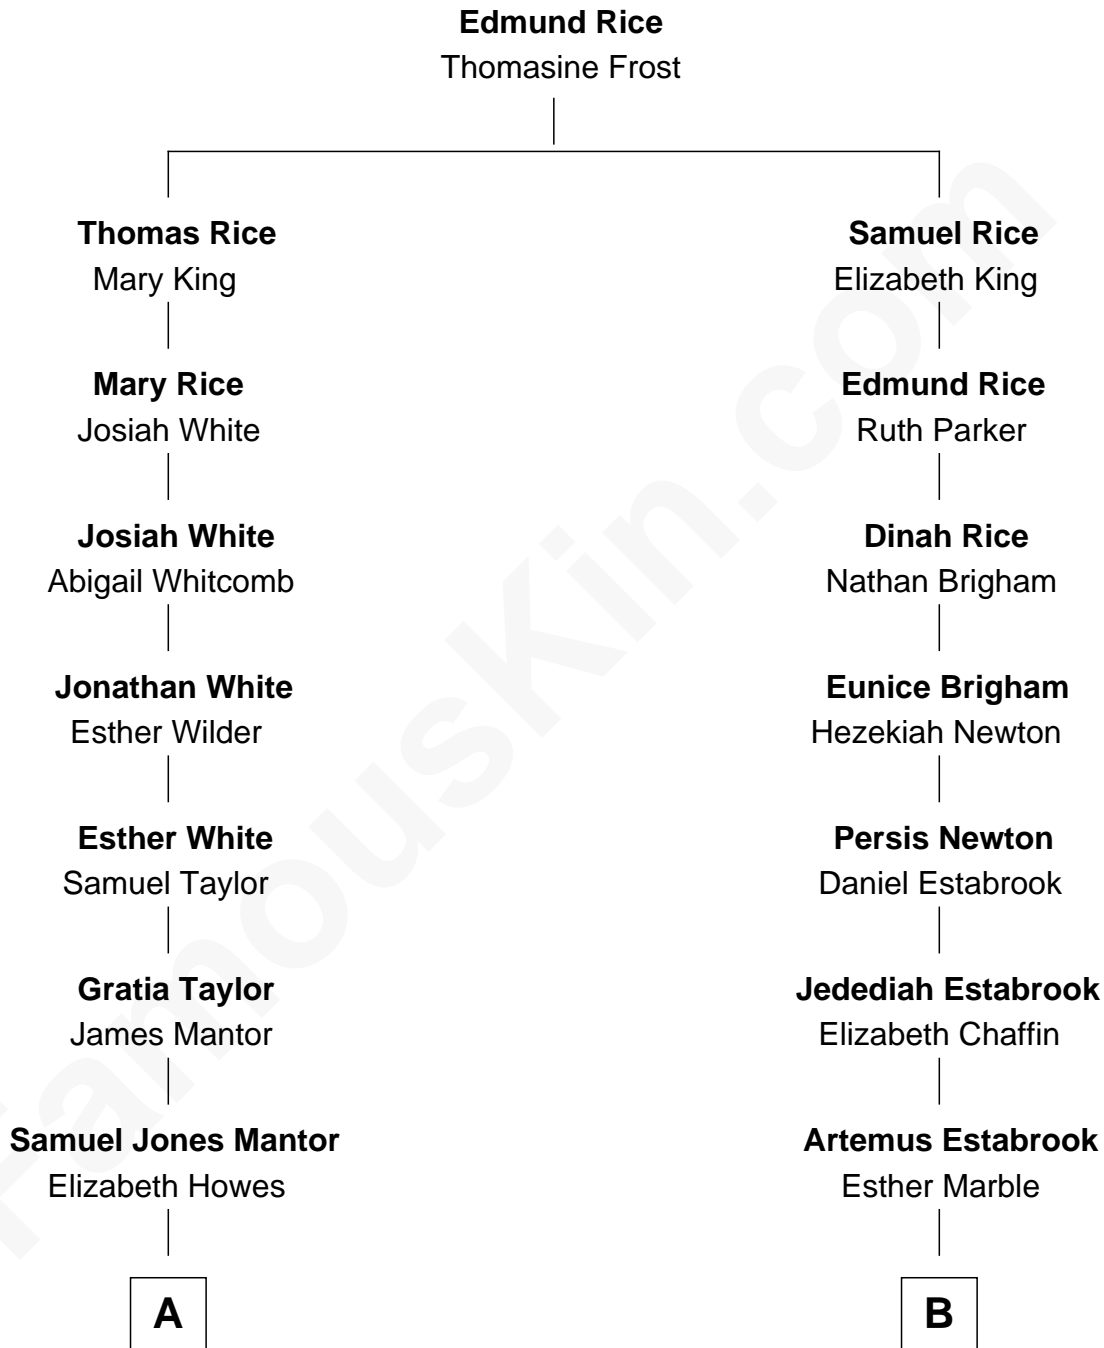 Edmund Rice
Thomasine Frost
Thomas Rice
Mary King
Samuel Rice
Elizabeth King
Mary Rice
Josiah White
Edmund Rice
Ruth Parker
Josiah White
Abigail Whitcomb
Dinah Rice
Nathan Brigham
Jonathan White
Esther Wilder
Eunice Brigham
Hezekiah Newton
Esther White
Samuel Taylor
Persis Newton
Daniel Estabrook
Gratia Taylor
James Mantor
Jedediah Estabrook
Elizabeth Chaffin
Samuel Jones Mantor
Elizabeth Howes
Artemus Estabrook
Esther Marble
A
B
FamousKin.com